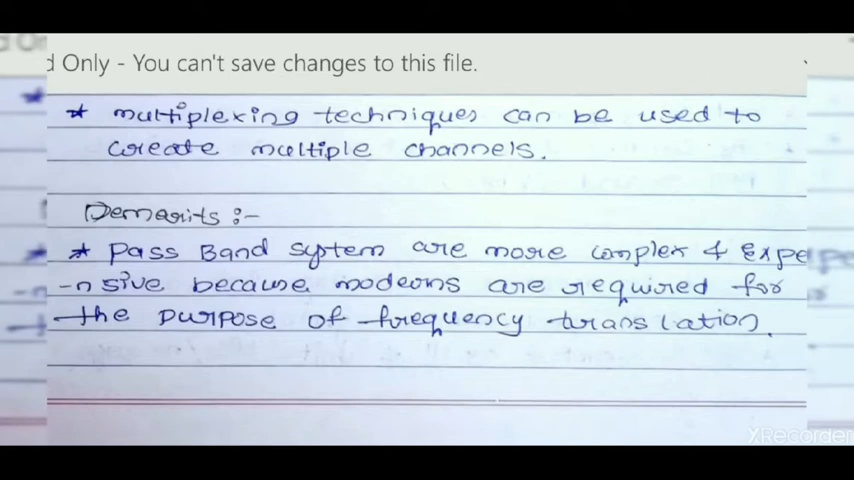 d Only - You can't save changes to this file.
* multiplexing techniques can be used to
create multiple channels.
Demerits :-
* Pass Band system are more complex & Expe
-nsive because modems are required for
the purpose of frequency translation.
XRecorder